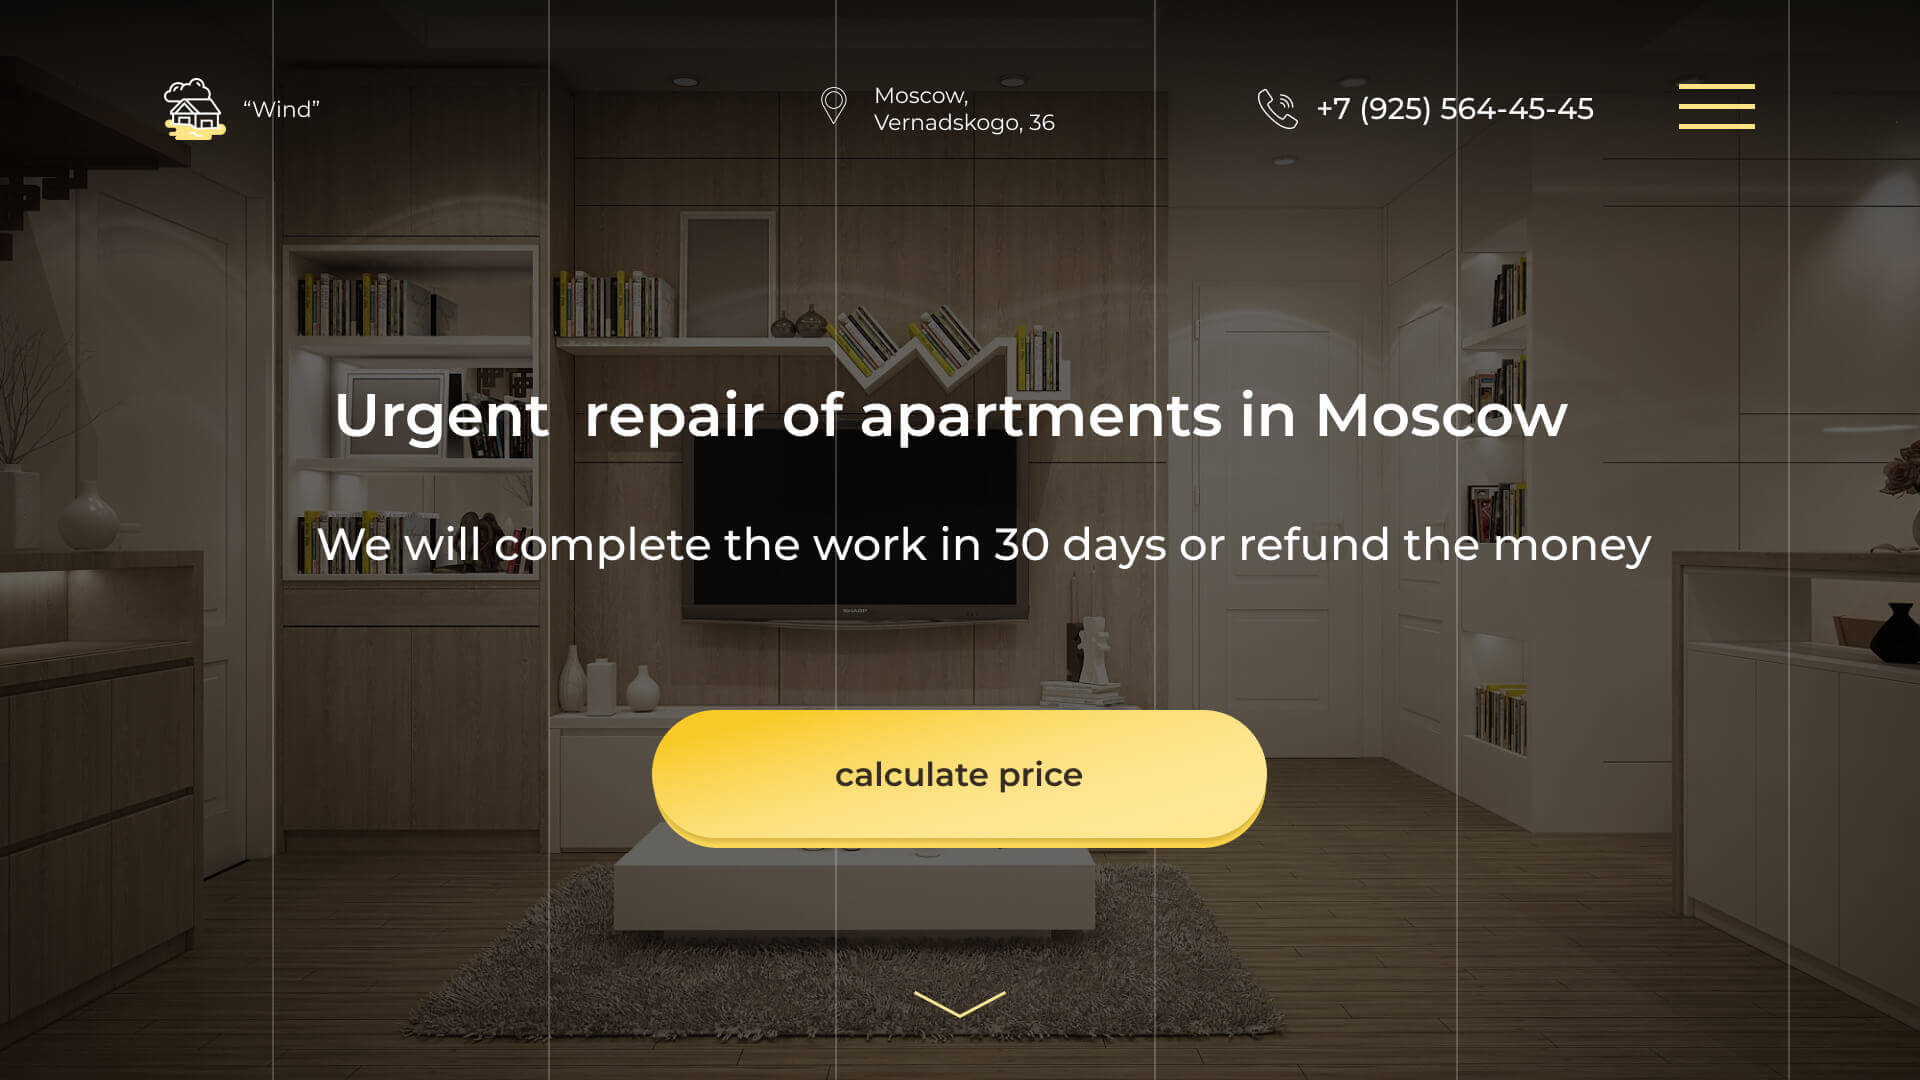 “Wind”
Moscow,
Vernadskogo, 36
+7 (925) 564-45-45
Urgent  repair of apartments in Moscow
We will complete the work in 30 days or refund the money
SHARP
calculate price